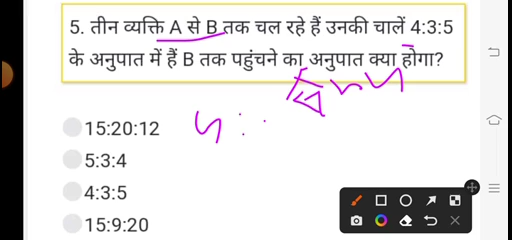 5. तीन व्यक्ति A से B तक चल रहे हैं उनकी चालें 4:3:5
के अनुपात में हैं B तक पहुंचने का अनुपात क्या होगा?
15:20:12
5:3:4
4:3:5
15:9:20